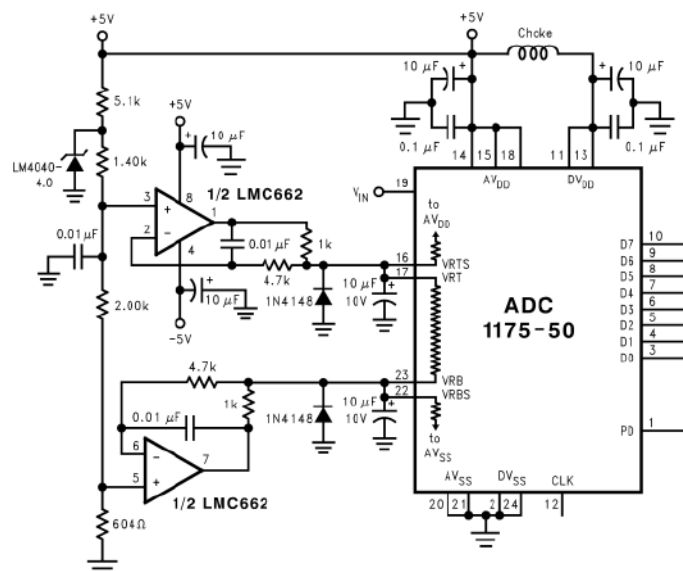 +5V
+5V
Choke
10 μF
+
+
10 μF
5.1k
+5V
0.1 μF
0.1 μF
LM4040-
4.0
1.40k
+
10 μF
14
15
18
11
13
AVDD
DVDD
8
1/2 LMC662
VIN
19
3
+
1
to
AVDD
2
−
4
0.01 μF
1k
D7
10
0.01 μF
4.7k
16
VRTS
D6
9
+
10 μF
17
VRT
D5
8
1N4148
10 μF
10V
+
D4
7
2.00k
-5V
ADC
1175-50
D3
6
D2
5
D1
4
D0
3
4.7k
23
VRB
1k
22
VRBS
0.01 μF
1N4148
10 μF
10V
+
to
AVSS
PD
1
6
−
7
5
+
1/2 LMC662
AVSS
DVSS
CLK
604Ω
20
21
2
24
12